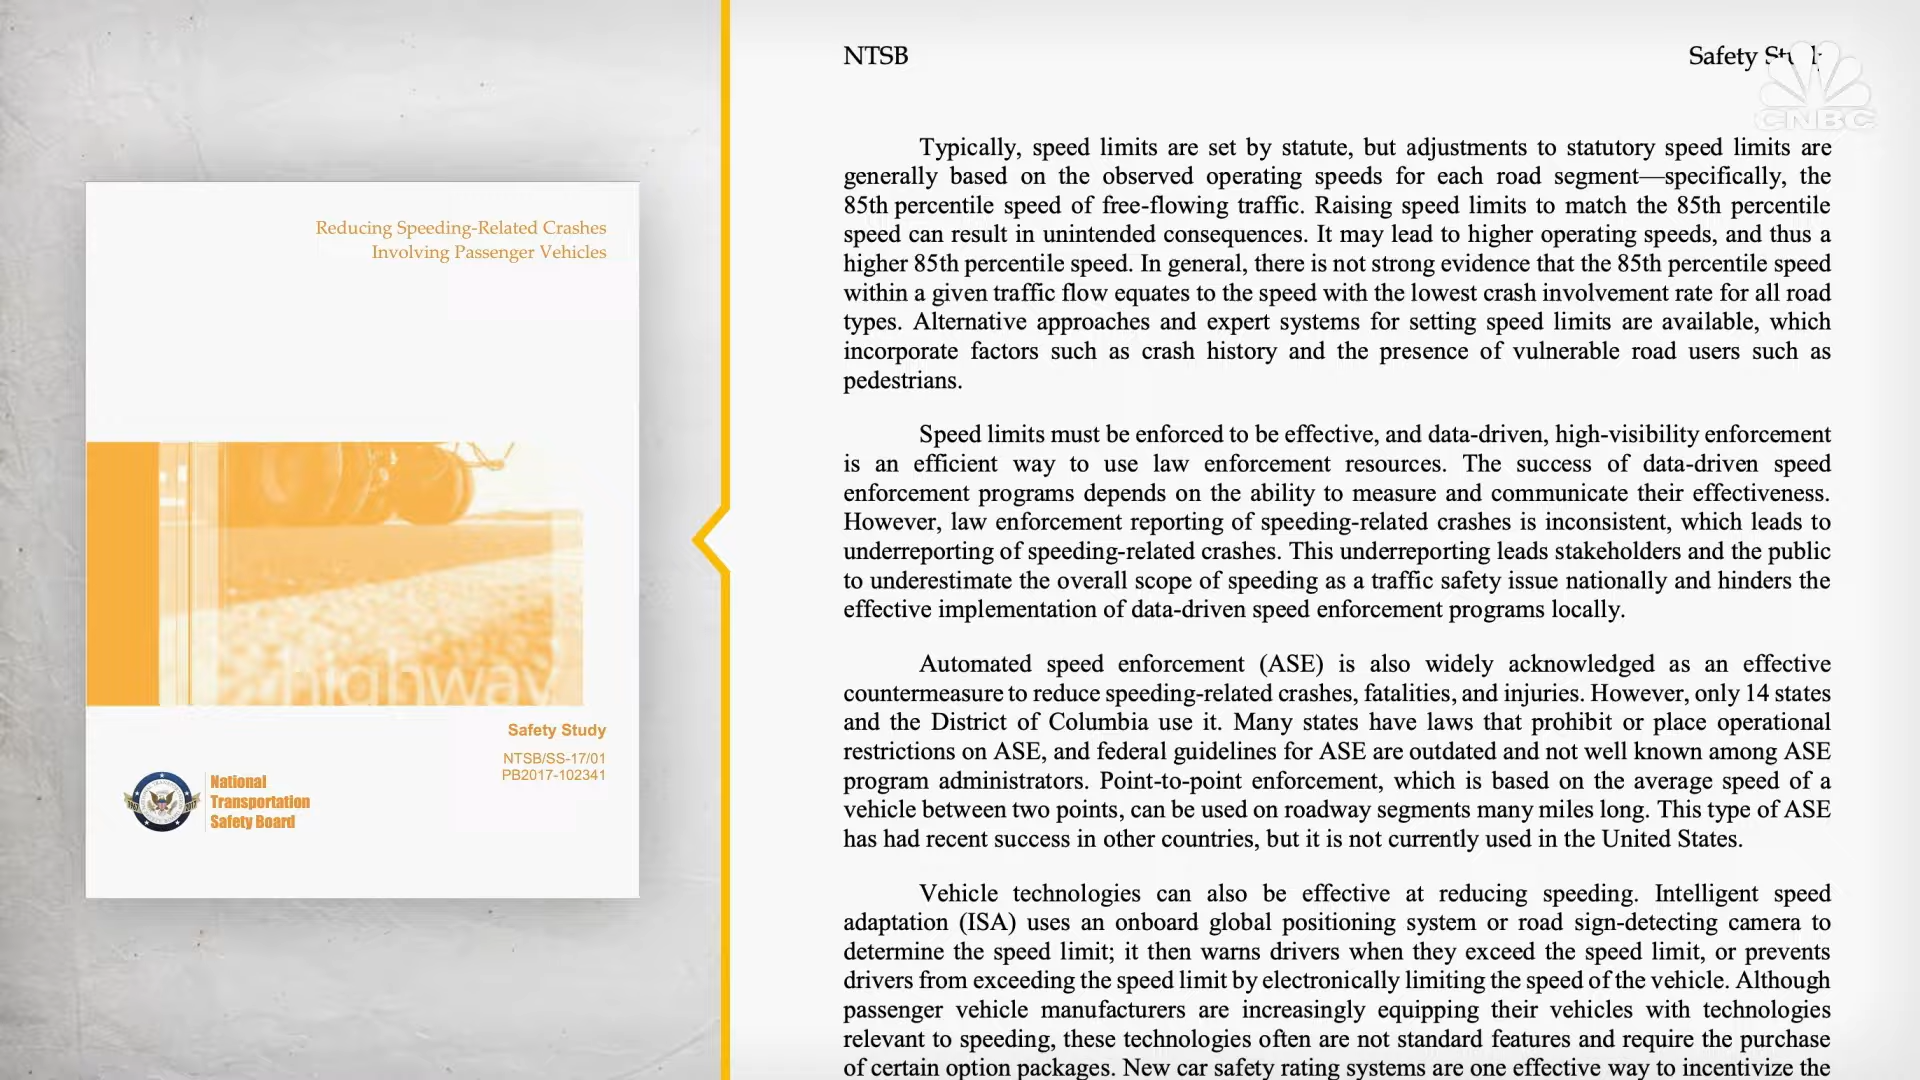 Reducing Speeding-Related Crashes
Involving Passenger Vehicles
highway
Safety Study
NTSB/SS-17/01
PB2017-102341
National
Transportation
Safety Board
NTSB
Safety Study
CNBC
Typically, speed limits are set by statute, but adjustments to statutory speed limits are
generally based on the observed operating speeds for each road segment—specifically, the
85th percentile speed of free-flowing traffic. Raising speed limits to match the 85th percentile
speed can result in unintended consequences. It may lead to higher operating speeds, and thus a
higher 85th percentile speed. In general, there is not strong evidence that the 85th percentile speed
within a given traffic flow equates to the speed with the lowest crash involvement rate for all road
types. Alternative approaches and expert systems for setting speed limits are available, which
incorporate factors such as crash history and the presence of vulnerable road users such as
pedestrians.
Speed limits must be enforced to be effective, and data-driven, high-visibility enforcement
is an efficient way to use law enforcement resources. The success of data-driven speed
enforcement programs depends on the ability to measure and communicate their effectiveness.
However, law enforcement reporting of speeding-related crashes is inconsistent, which leads to
underreporting of speeding-related crashes. This underreporting leads stakeholders and the public
to underestimate the overall scope of speeding as a traffic safety issue nationally and hinders the
effective implementation of data-driven speed enforcement programs locally.
Automated speed enforcement (ASE) is also widely acknowledged as an effective
countermeasure to reduce speeding-related crashes, fatalities, and injuries. However, only 14 states
and the District of Columbia use it. Many states have laws that prohibit or place operational
restrictions on ASE, and federal guidelines for ASE are outdated and not well known among ASE
program administrators. Point-to-point enforcement, which is based on the average speed of a
vehicle between two points, can be used on roadway segments many miles long. This type of ASE
has had recent success in other countries, but it is not currently used in the United States.
Vehicle technologies can also be effective at reducing speeding. Intelligent speed
adaptation (ISA) uses an onboard global positioning system or road sign-detecting camera to
determine the speed limit; it then warns drivers when they exceed the speed limit, or prevents
drivers from exceeding the speed limit by electronically limiting the speed of the vehicle. Although
passenger vehicle manufacturers are increasingly equipping their vehicles with technologies
relevant to speeding, these technologies often are not standard features and require the purchase
of certain option packages. New car safety rating systems are one effective way to incentivize the